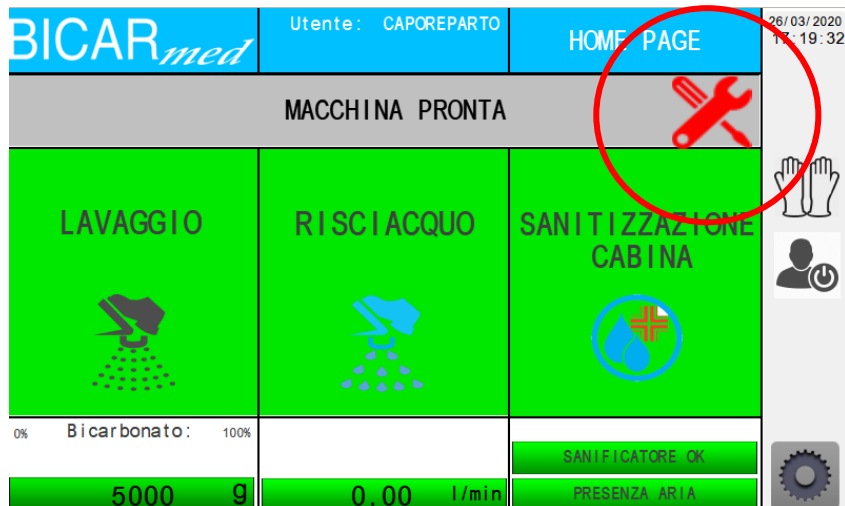 BICARmed
Utente: CAPOREPARTO
HOME PAGE
26/03/2020
17:19:32
MACCHINA PRONTA
LAVAGGIO
RISCIACQUO
SANITIZZAZIONE
CABINA
0% Bicarbonato: 100%
5000 g
0.00 l/min
SANIFICATORE OK
PRESENZA ARIA